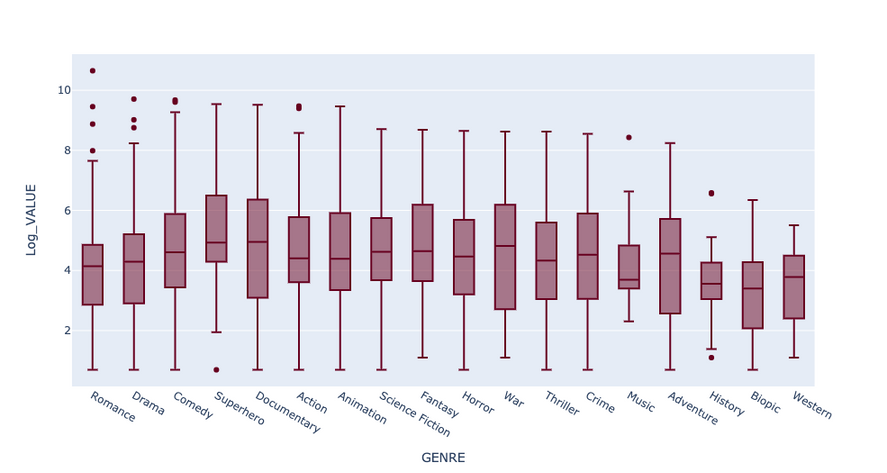 10
8
6
4
2
Log_VALUE
Romance
Drama
Comedy
Superhero
Documentary
Action
Animation
Science Fiction
Fantasy
Horror
War
Thriller
Crime
Music
Adventure
History
Biopic
Western
GENRE